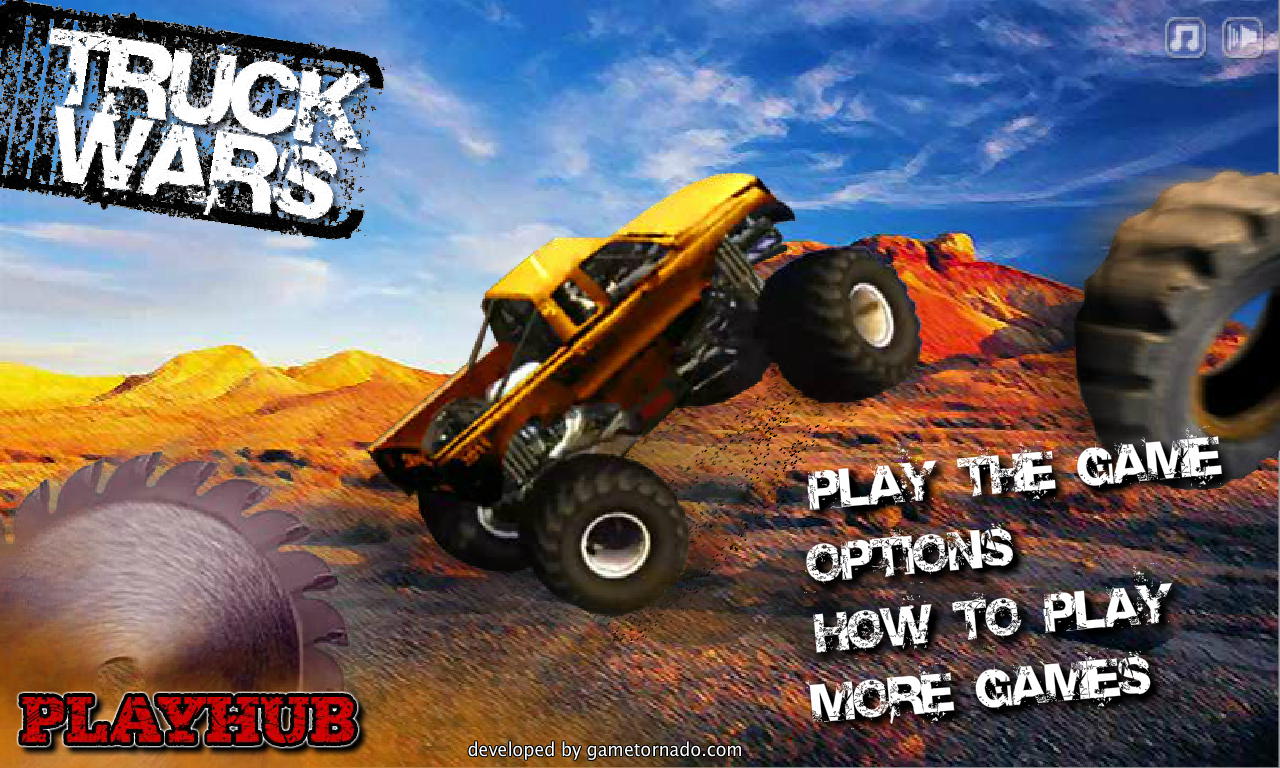 TRUCK
WARS
PLAY THE GAME
OPTIONS
HOW TO PLAY
MORE GAMES
PLAYHUB
developed by gametornado.com